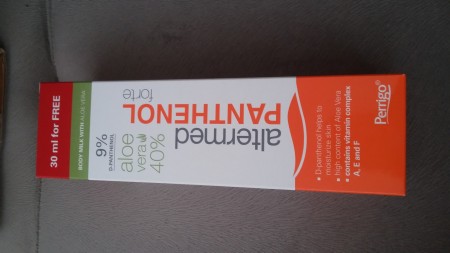 30 ml for FREE
BODY MILK WITH ALOE VERA
9%
D-PANTHENOL
aloe
vera
40%
altermed
PANTHENOL
forte
• D-panthenol helps to
moisturize skin
• high content of Aloe Vera
• contains vitamin complex
A, E and F
Perrigo